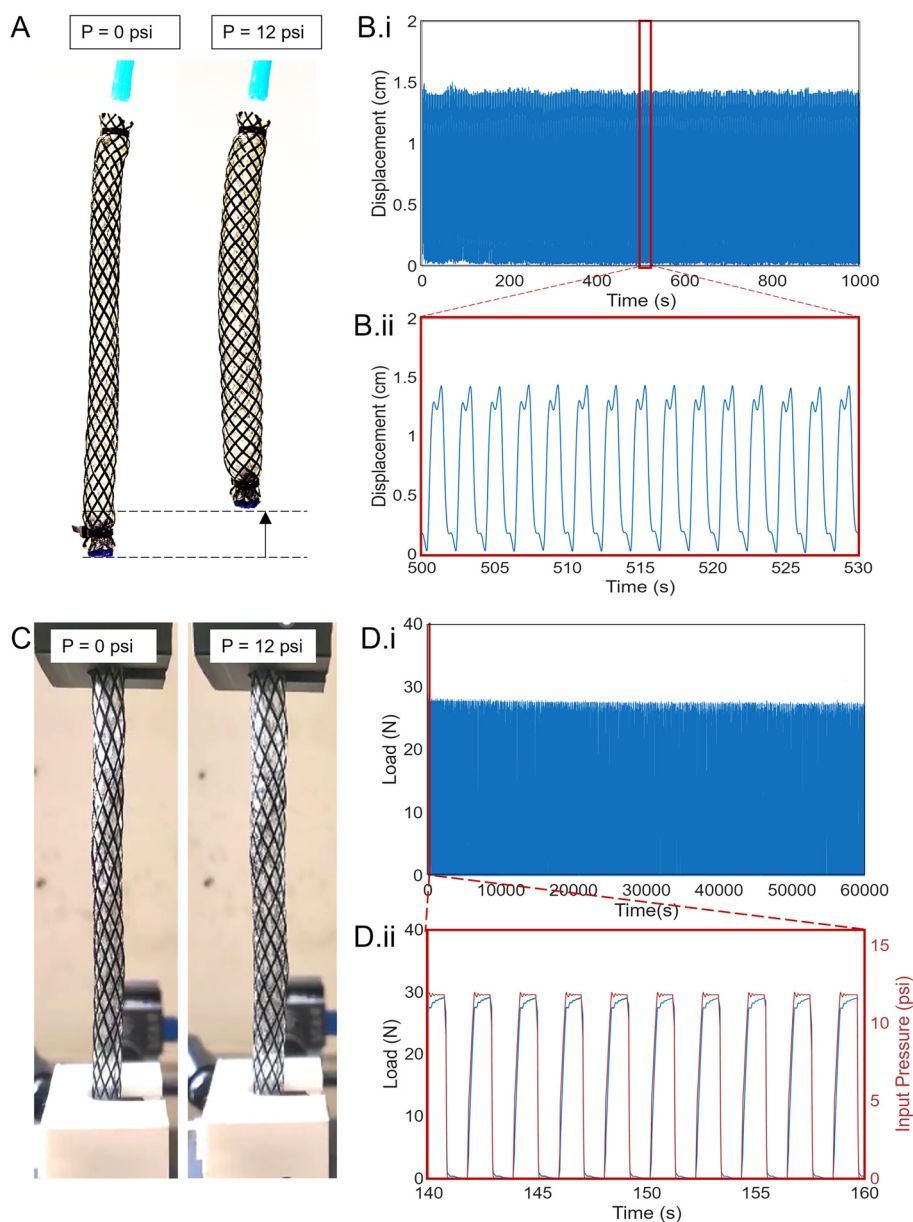 A
P = 0 psi
P = 12 psi
B.i
Displacement (cm)
2
1.5
1
0.5
0
0
200
400
600
800
1000
Time (s)
B.ii
Displacement (cm)
2
1.5
1
0.5
0
500
505
510
515
520
525
530
Time (s)
C
P = 0 psi
P = 12 psi
D.i
Load (N)
40
30
20
10
0
0
10000
20000
30000
40000
50000
60000
Time(s)
D.ii
Load (N)
40
30
20
10
0
15
10
5
0
Input Pressure (psi)
140
145
150
155
160
Time (s)